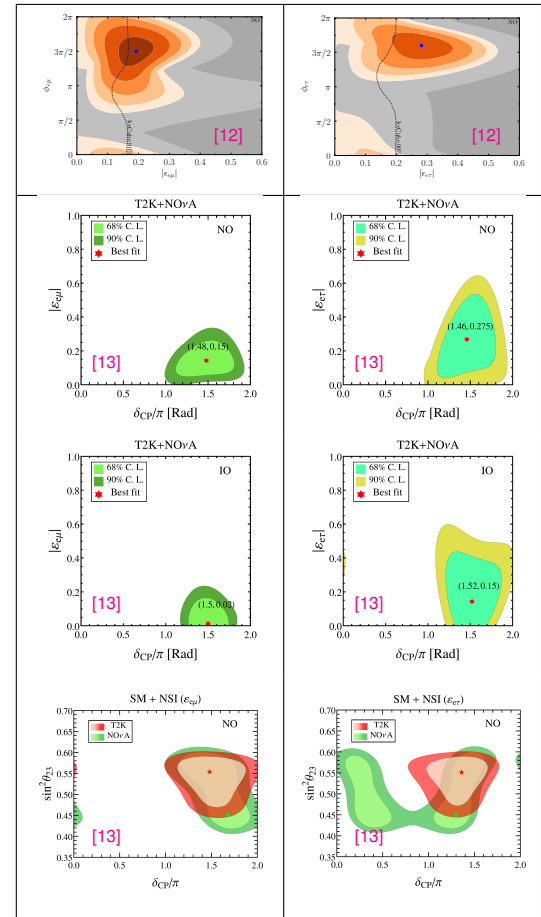 2π
3π/2
π
π/2
0
ϕeμ
NO
[12]
0.0 0.1 0.2 0.3 0.4 0.5 0.6
|ϵeμ|
2π
3π/2
π
π/2
0
ϕeτ
NO
[12]
0.0 0.1 0.2 0.3 0.4 0.5 0.6
|ϵeτ|
T2K+NOνA
68% C. L.
90% C. L.
Best fit
NO
(1.48,0.15)
[13]
|εeμ|
1.0
0.8
0.6
0.4
0.2
0.0
0.0 0.5 1.0 1.5 2.0
δCP/π [Rad]
T2K+NOνA
68% C. L.
90% C. L.
Best fit
NO
(1.46,0.275)
[13]
|εeτ|
1.0
0.8
0.6
0.4
0.2
0.0
0.0 0.5 1.0 1.5 2.0
δCP/π [Rad]
T2K+NOνA
68% C. L.
90% C. L.
Best fit
IO
(1.5,0.02)
[13]
|εeμ|
1.0
0.8
0.6
0.4
0.2
0.0
0.0 0.5 1.0 1.5 2.0
δCP/π [Rad]
T2K+NOνA
68% C. L.
90% C. L.
Best fit
IO
(1.52,0.15)
[13]
|εeτ|
1.0
0.8
0.6
0.4
0.2
0.0
0.0 0.5 1.0 1.5 2.0
δCP/π [Rad]
SM + NSI (εeμ)
T2K
NOνA
NO
[13]
sin²θ23
0.70
0.65
0.60
0.55
0.50
0.45
0.40
0.35
0.0 0.5 1.0 1.5 2.0
δCP/π
SM + NSI (εeτ)
T2K
NOνA
NO
[13]
sin²θ23
0.70
0.65
0.60
0.55
0.50
0.45
0.40
0.35
0.0 0.5 1.0 1.5 2.0
δCP/π